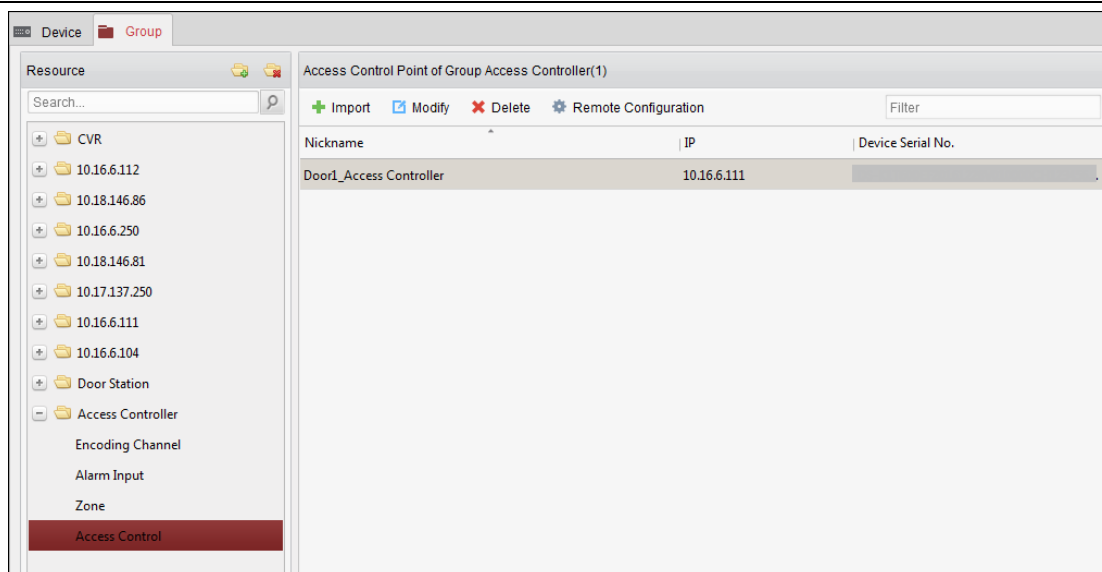 Device Group
Resource
Search...
CVR
10.16.6.112
10.18.146.86
10.16.6.250
10.18.146.81
10.17.137.250
10.16.6.111
10.16.6.104
Door Station
Access Controller
Encoding Channel
Alarm Input
Zone
Access Control
Access Control Point of Group Access Controller(1)
Import Modify Delete Remote Configuration Filter
Nickname IP Device Serial No.
Door1_Access Controller 10.16.6.111